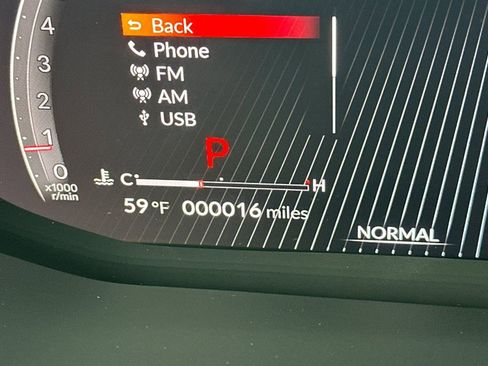 4
Back
Phone
3
FM
2
AM
USB
1
P
0
x1000
r/min
C
H
59 °F 000016 miles
NORMAL